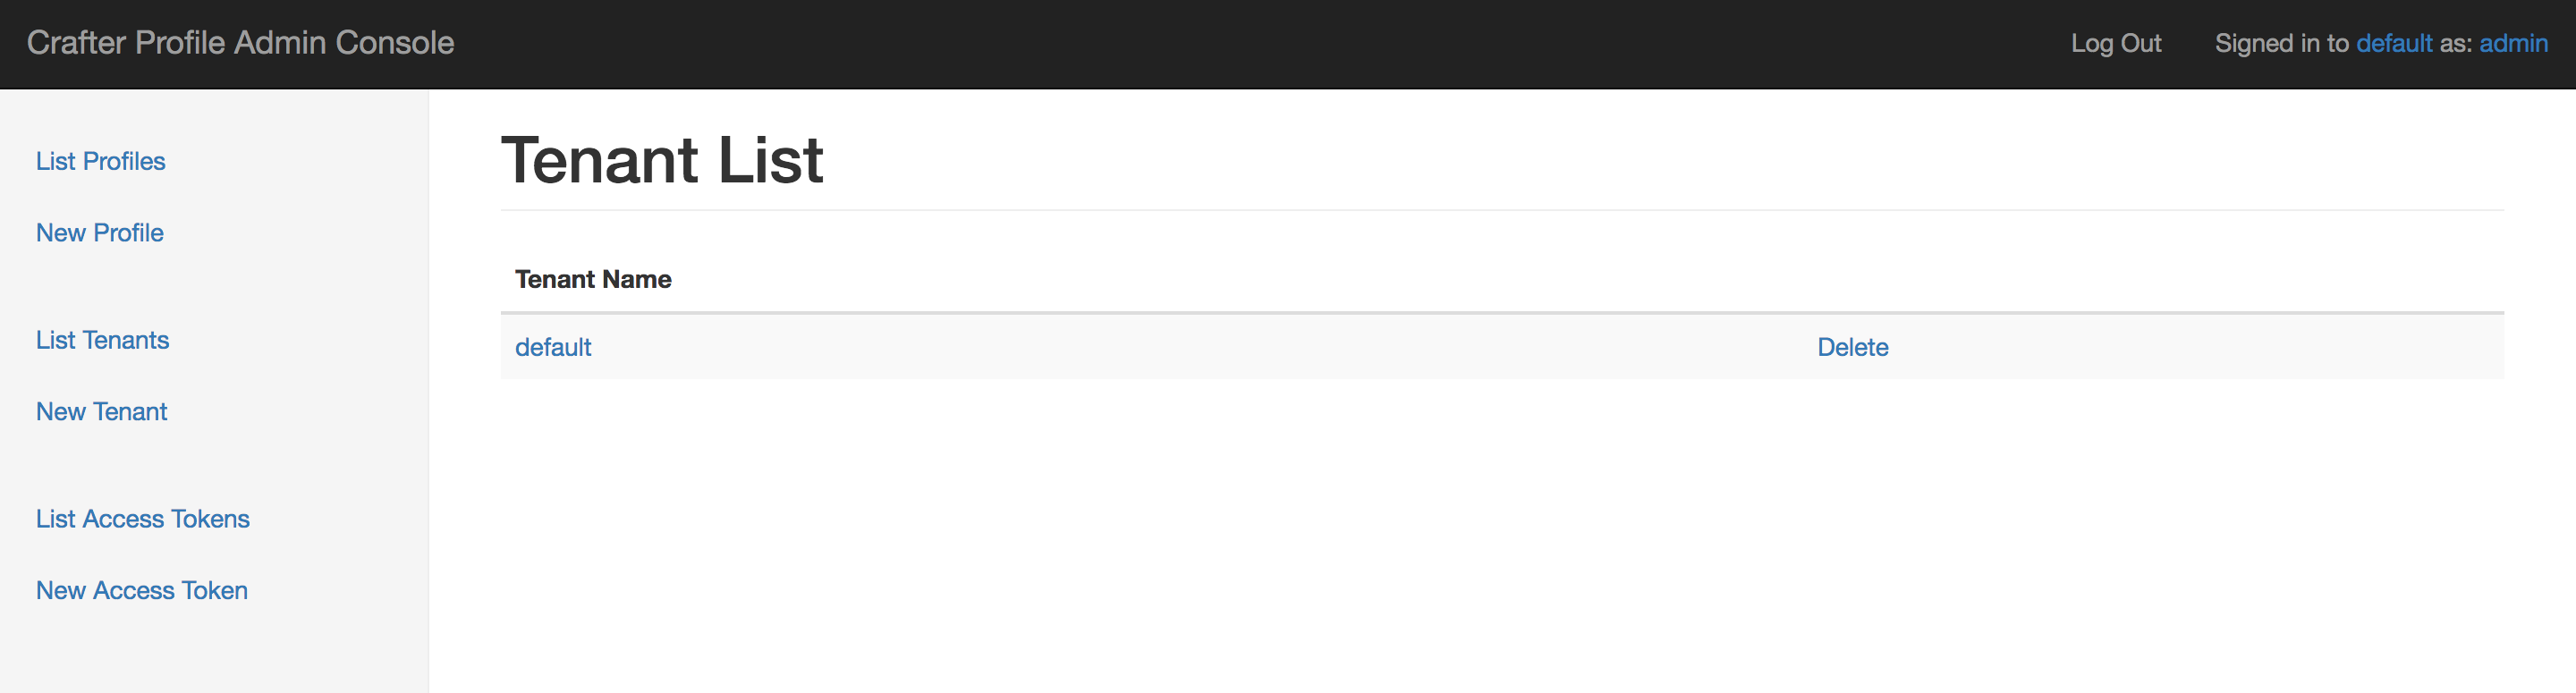 Crafter Profile Admin Console
Log Out
Signed in to default as: admin
List Profiles
New Profile
List Tenants
New Tenant
List Access Tokens
New Access Token
Tenant List
Tenant Name
default Delete